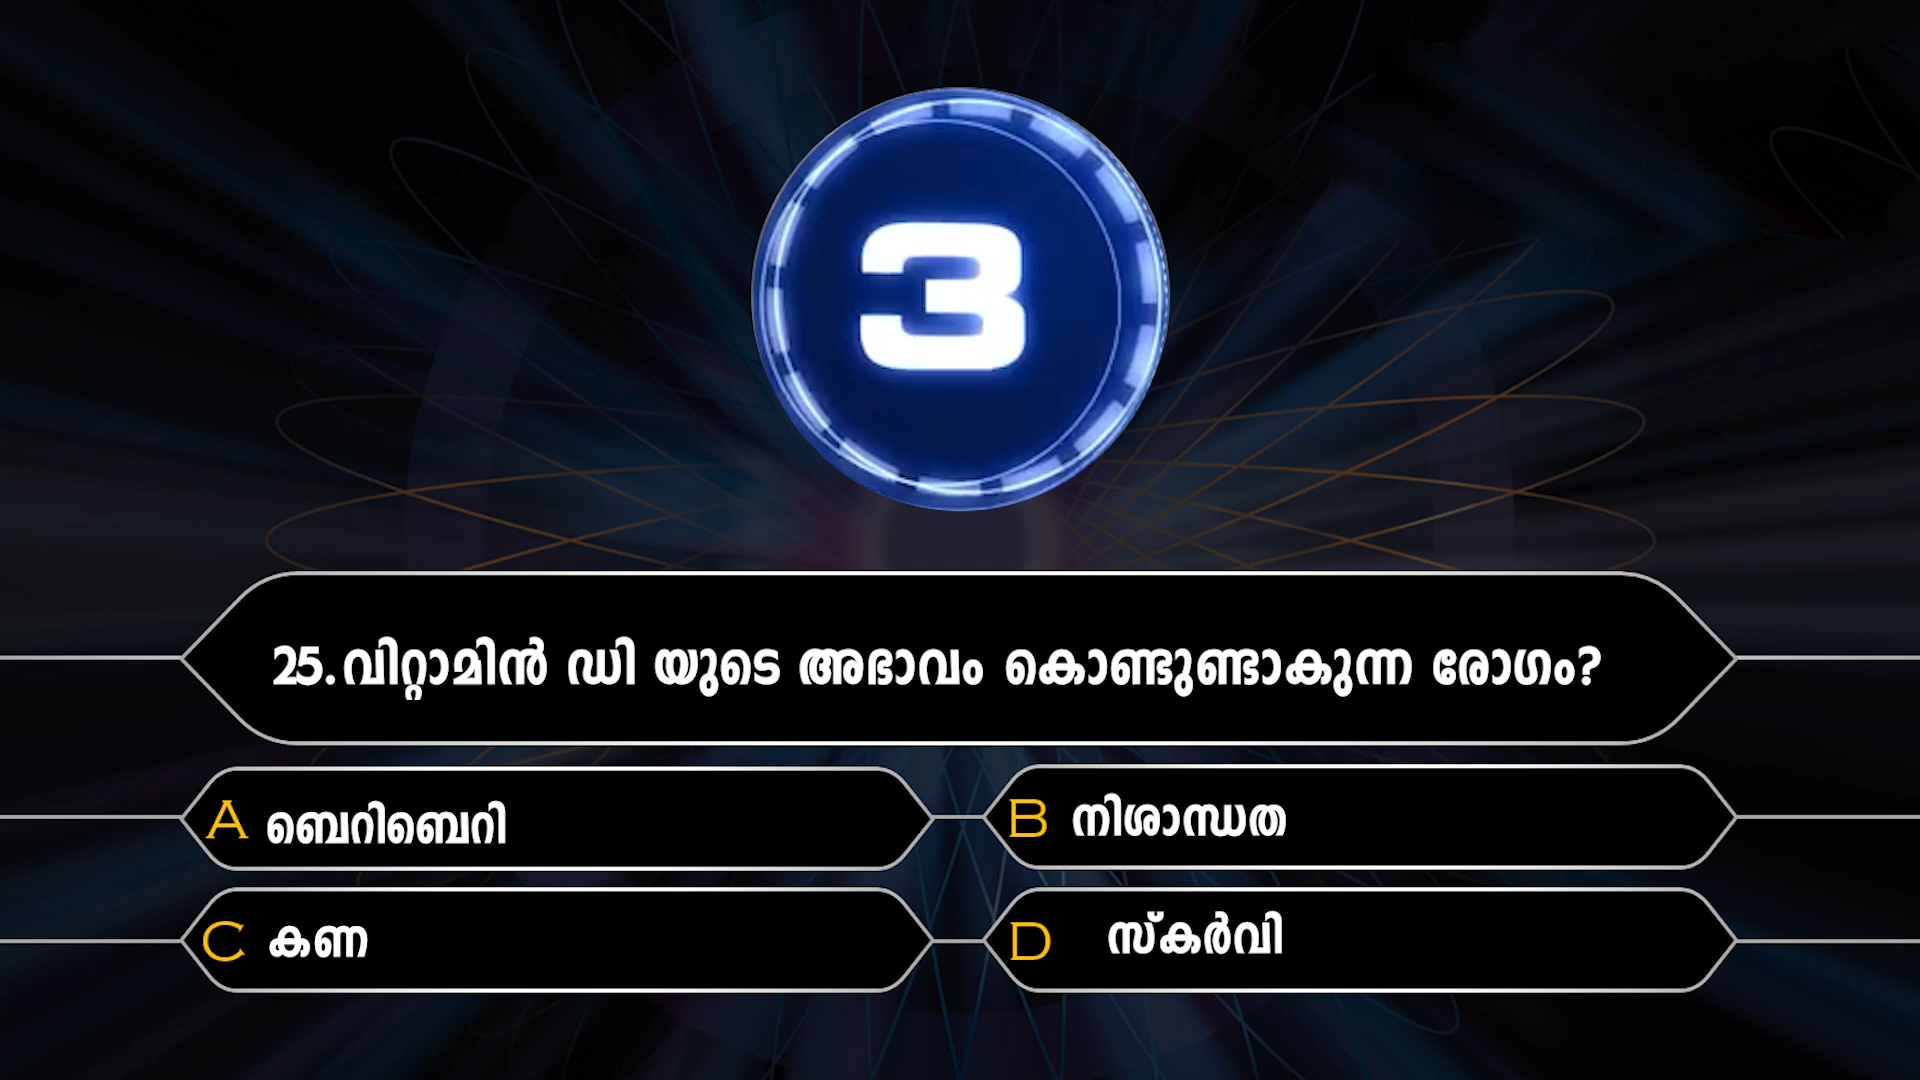 3
25. വിറ്റാമിൻ ഡി യുടെ അഭാവം കൊണ്ടുണ്ടാകുന്ന രോഗം?
A ബെറിബെറി
B നിശാന്ധത
C കണ
D സ്കർവി